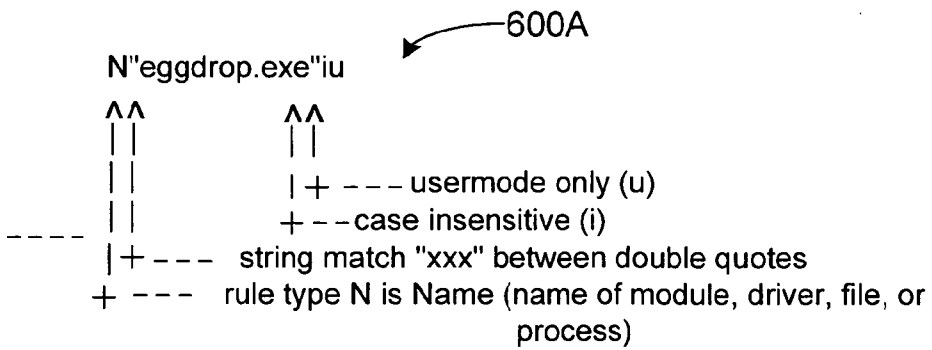 600A
N"eggdrop.exe"iu
^^ ^^
| | | |
| | | + --- usermode only (u)
---- | | + --case insensitive (i)
| + --- string match "xxx" between double quotes
+ --- rule type N is Name (name of module, driver, file, or
process)